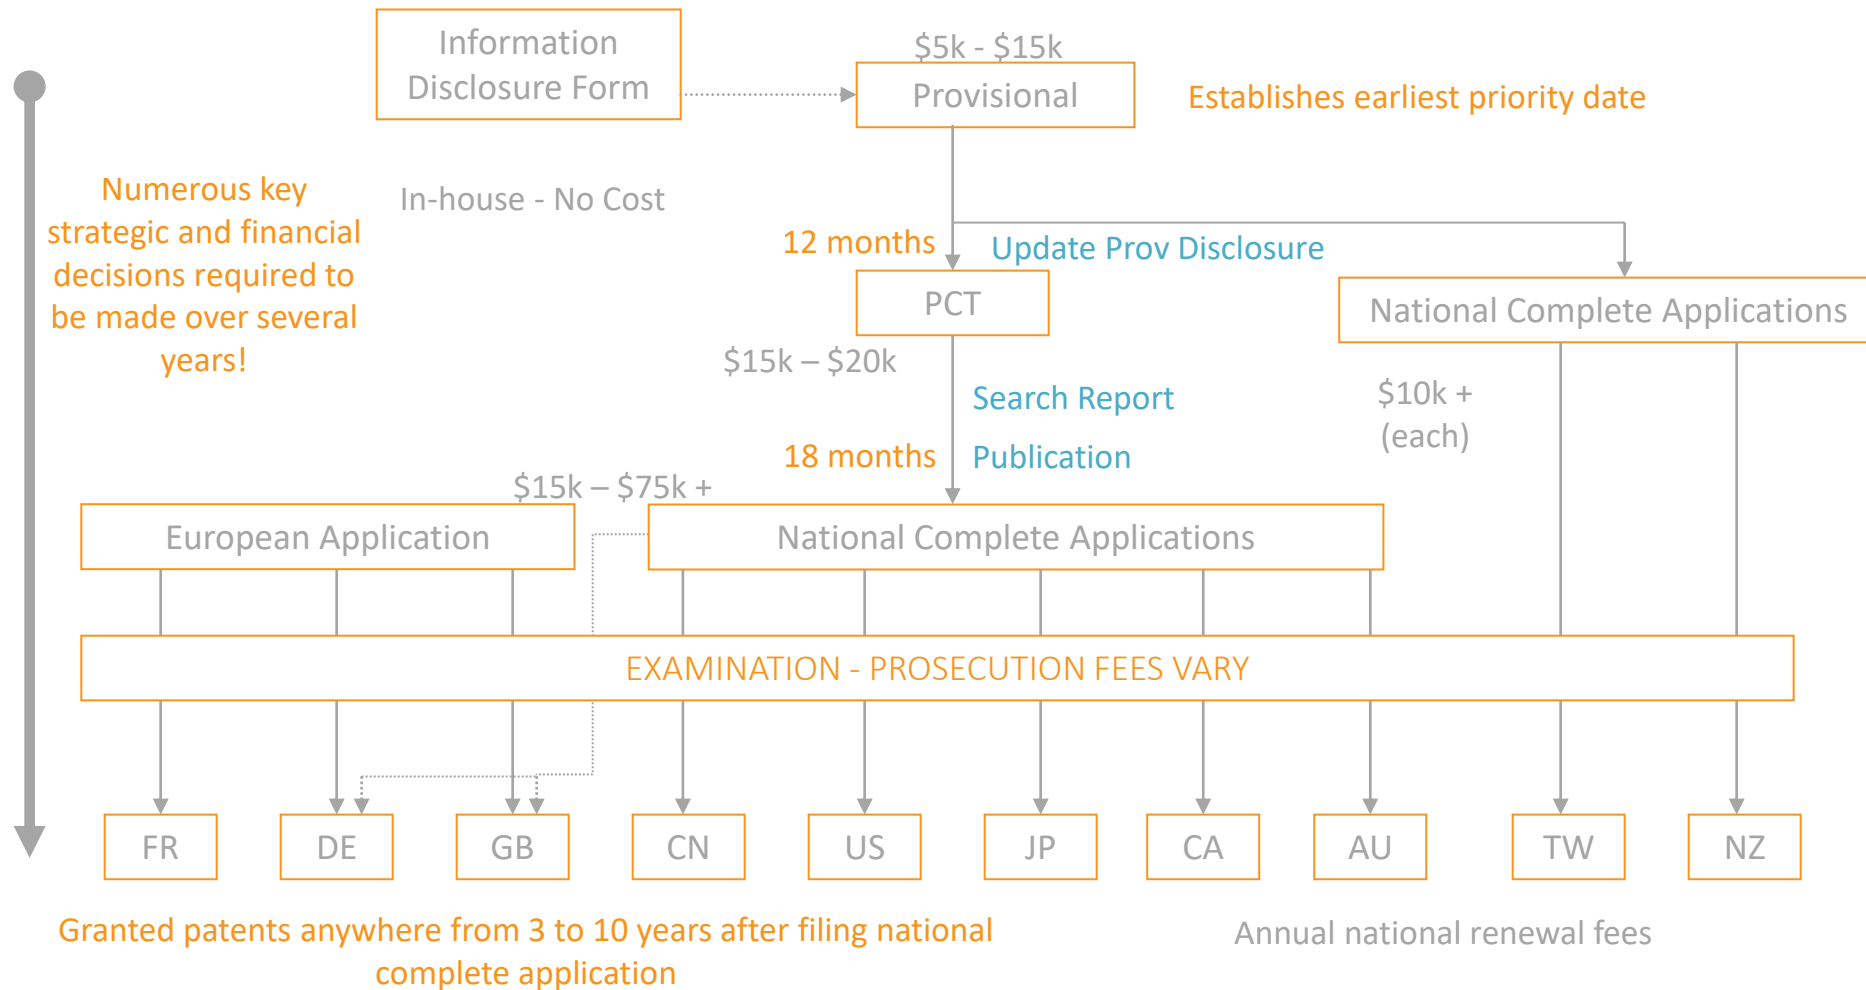 Information
Disclosure Form
$5k - $15k
Provisional
Establishes earliest priority date
Numerous key
strategic and financial
decisions required to
be made over several
years!
In-house - No Cost
12 months
Update Prov Disclosure
PCT
National Complete Applications
$15k – $20k
Search Report
$10k +
(each)
18 months
Publication
$15k – $75k +
European Application
National Complete Applications
EXAMINATION - PROSECUTION FEES VARY
FR
DE
GB
CN
US
JP
CA
AU
TW
NZ
Granted patents anywhere from 3 to 10 years after filing national
complete application
Annual national renewal fees